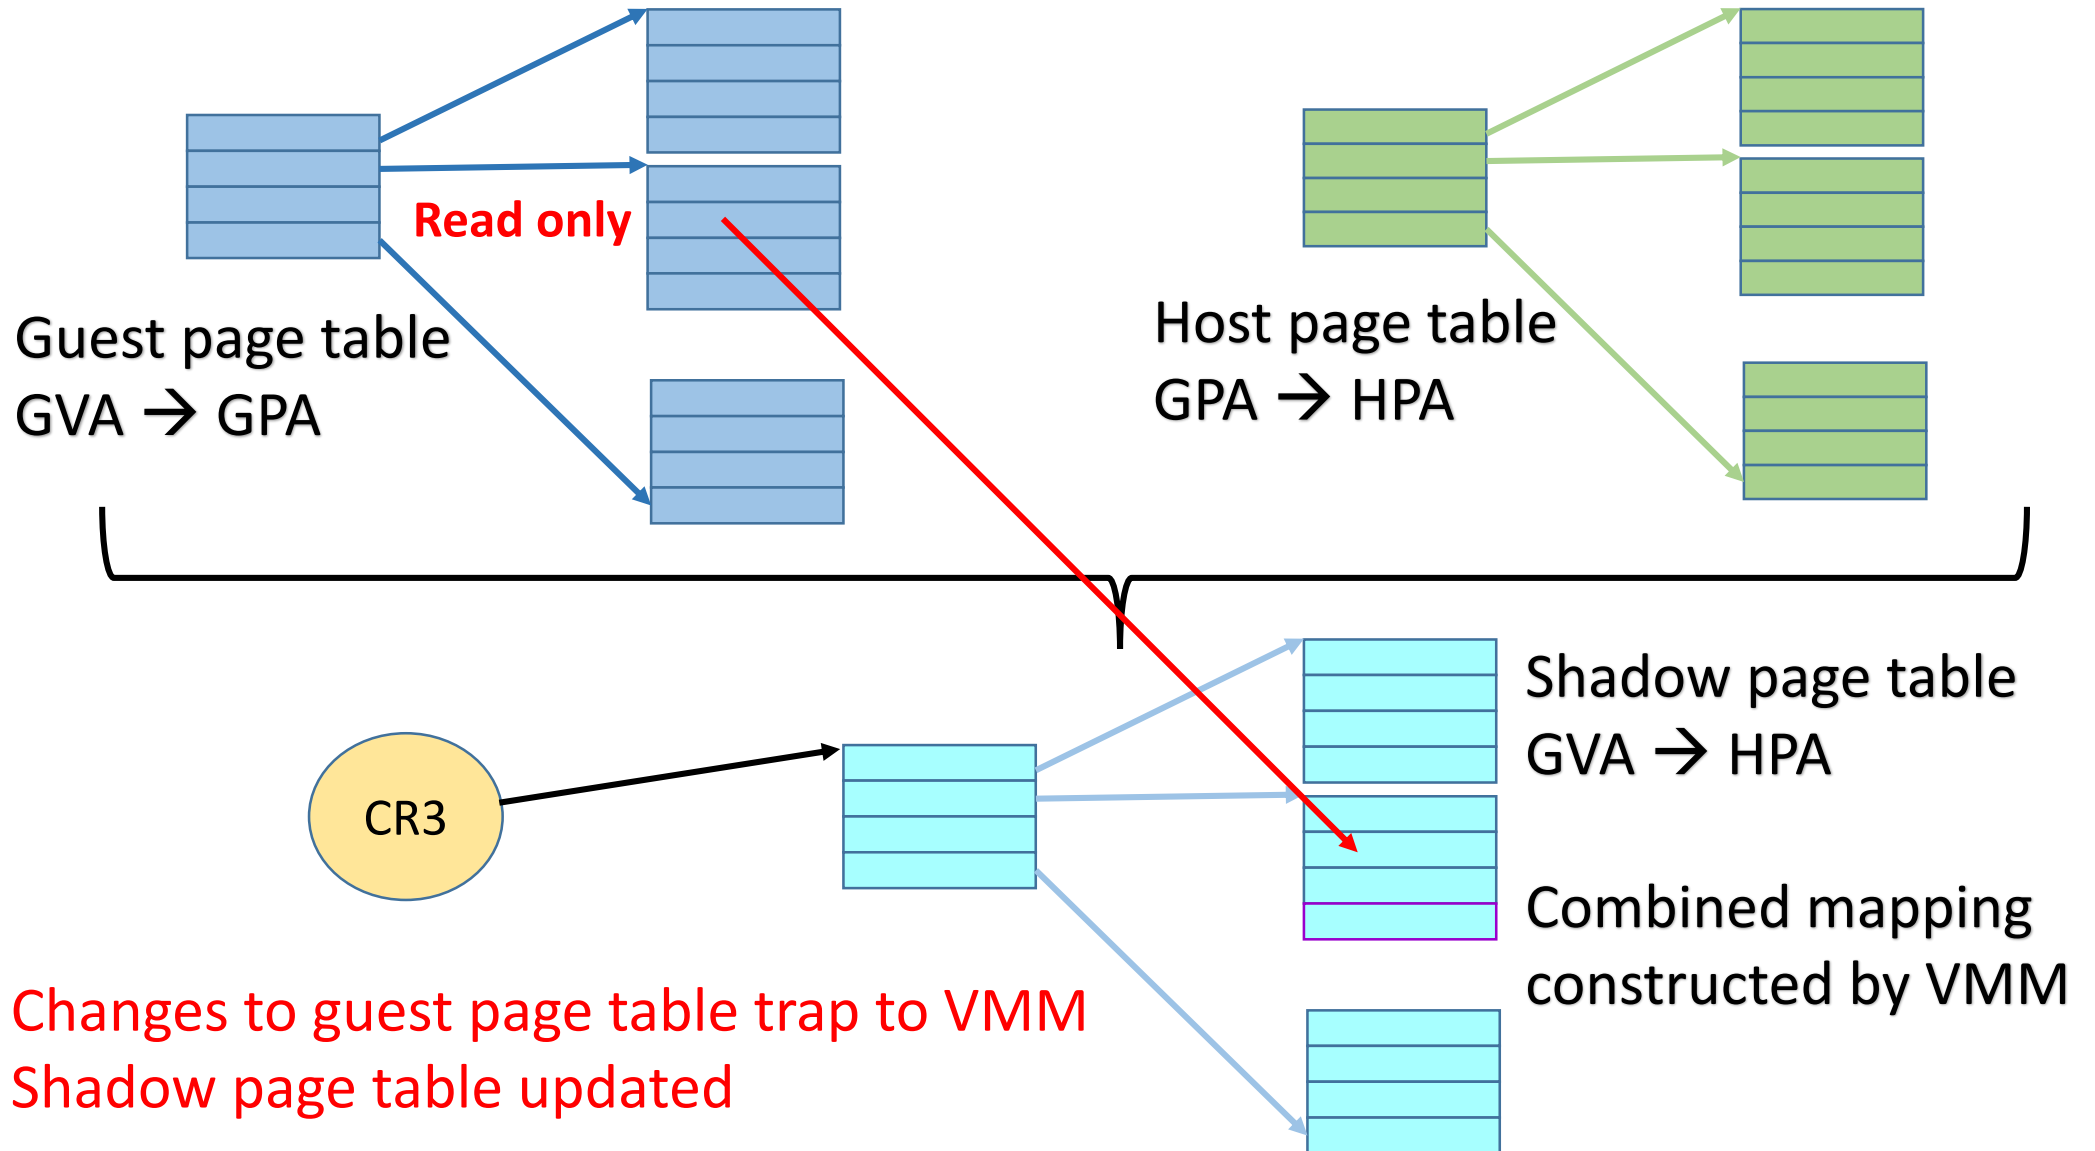 Read only
Guest page table
GVA → GPA
Host page table
GPA → HPA
CR3
Shadow page table
GVA → HPA
Combined mapping
constructed by VMM
Changes to guest page table trap to VMM
Shadow page table updated